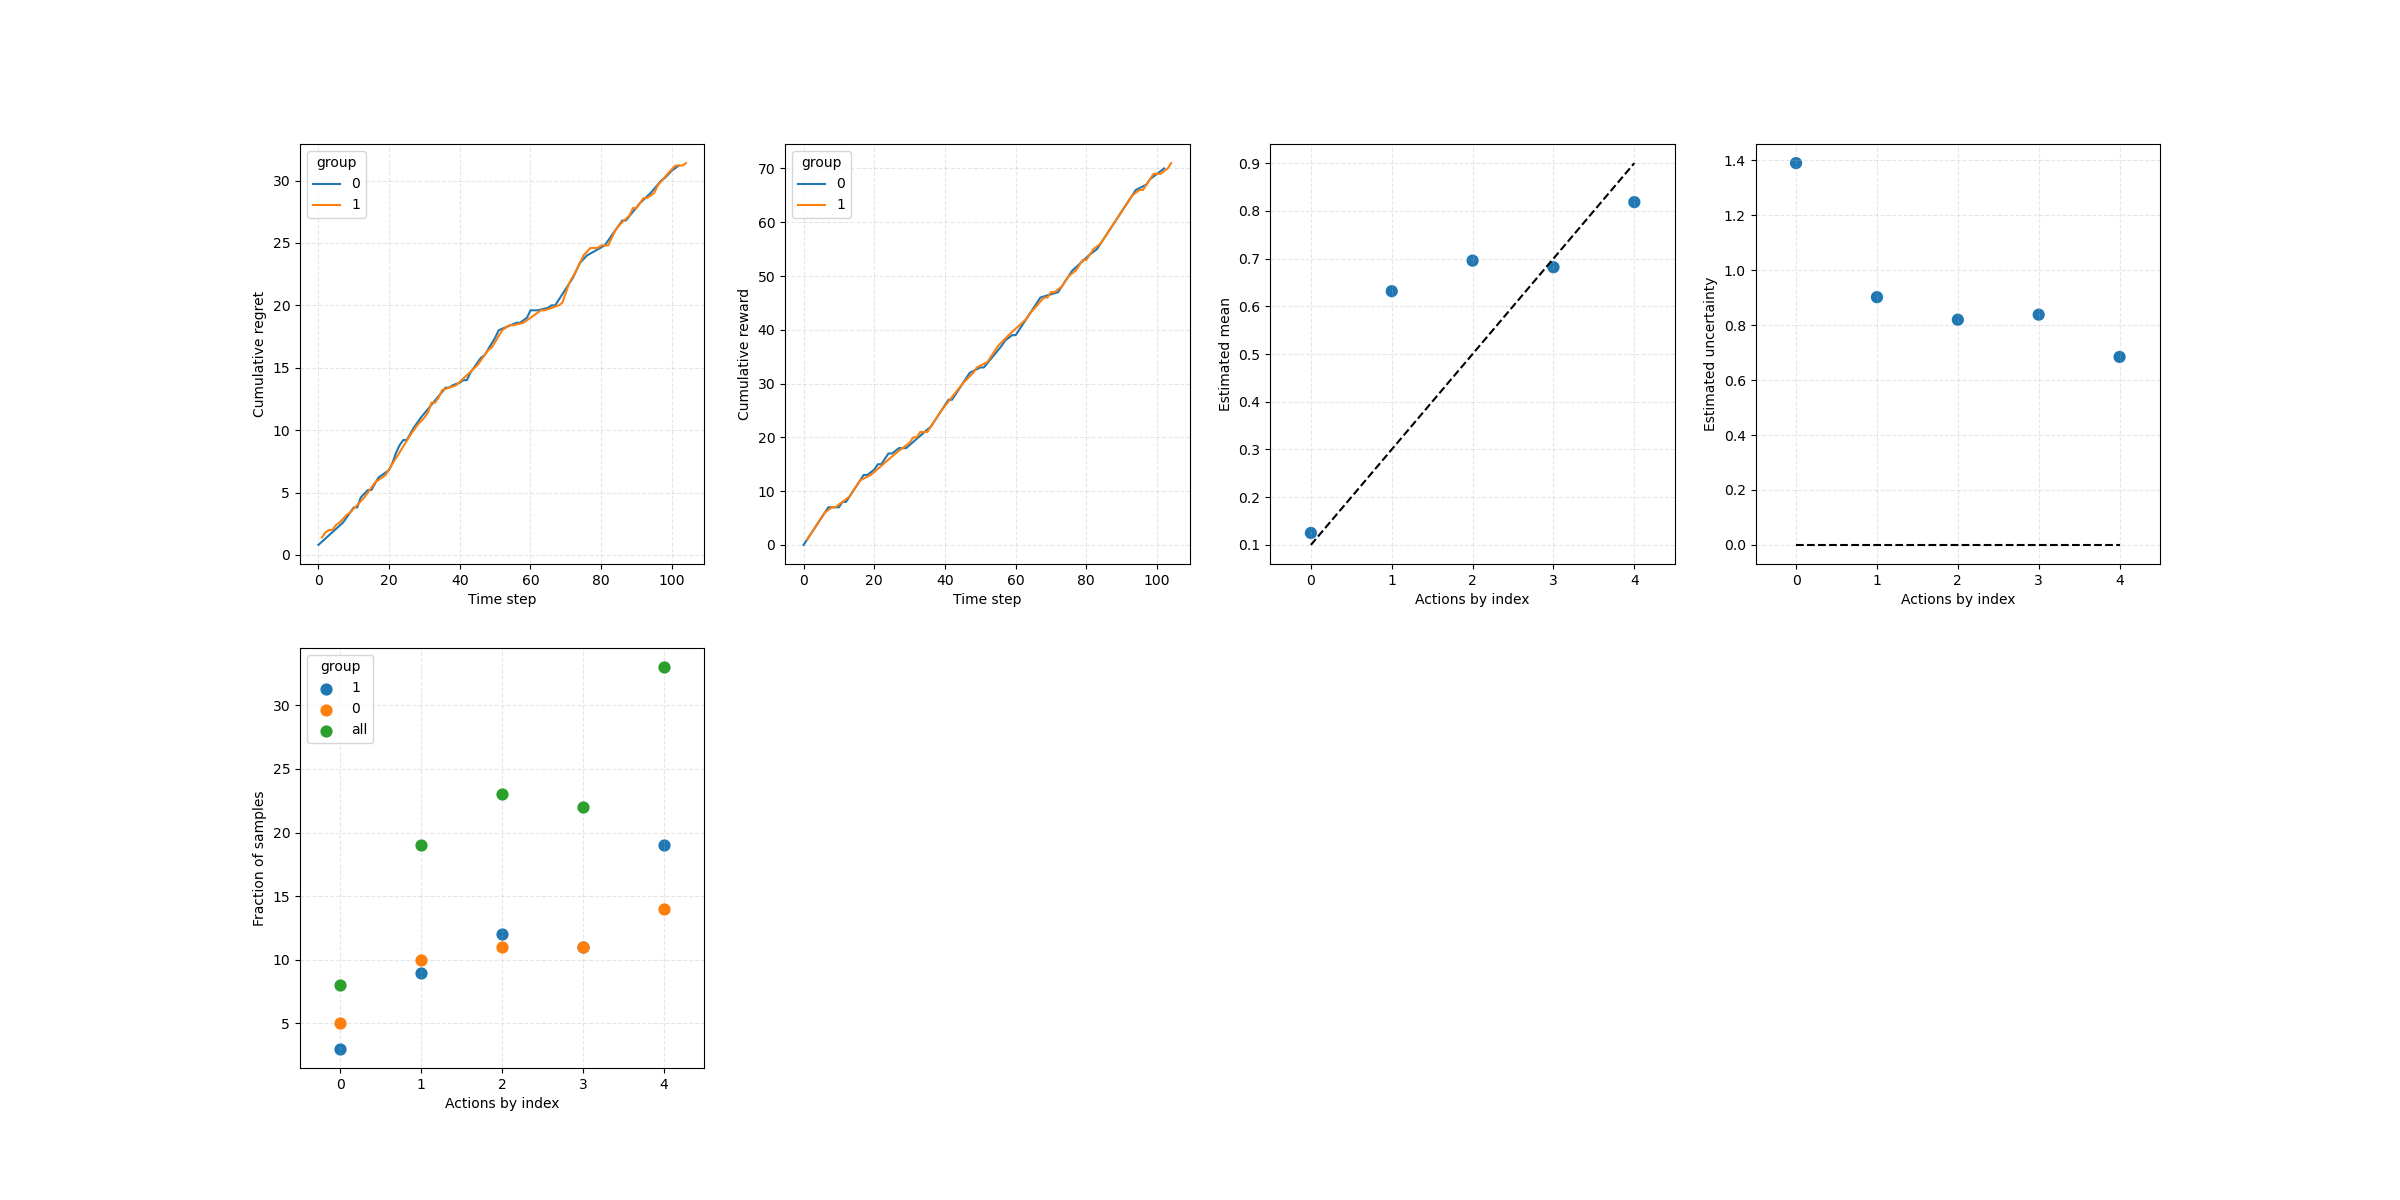 group
0
1
Cumulative regret
0
5
10
15
20
25
30
0 20 40 60 80 100
Time step
group
0
1
Cumulative reward
0
10
20
30
40
50
60
70
0 20 40 60 80 100
Time step
Estimated mean
0.9
0.8
0.7
0.6
0.5
0.4
0.3
0.2
0.1
0 1 2 3 4
Actions by index
Estimated uncertainty
1.4
1.2
1.0
0.8
0.6
0.4
0.2
0.0
0 1 2 3 4
Actions by index
group
1
0
all
Fraction of samples
30
25
20
15
10
5
0 1 2 3 4
Actions by index